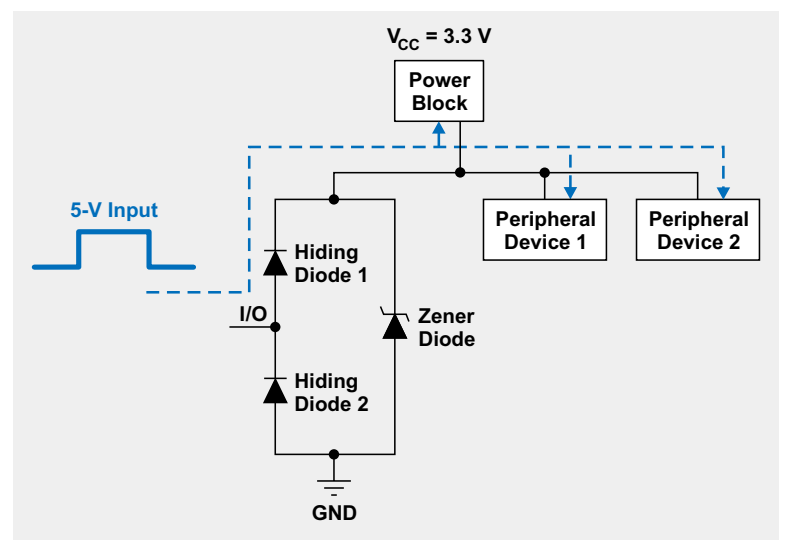 VCC = 3.3 V
Power
Block
5-V Input
Peripheral
Device 1
Peripheral
Device 2
Hiding
Diode 1
I/O
Zener
Diode
Hiding
Diode 2
GND